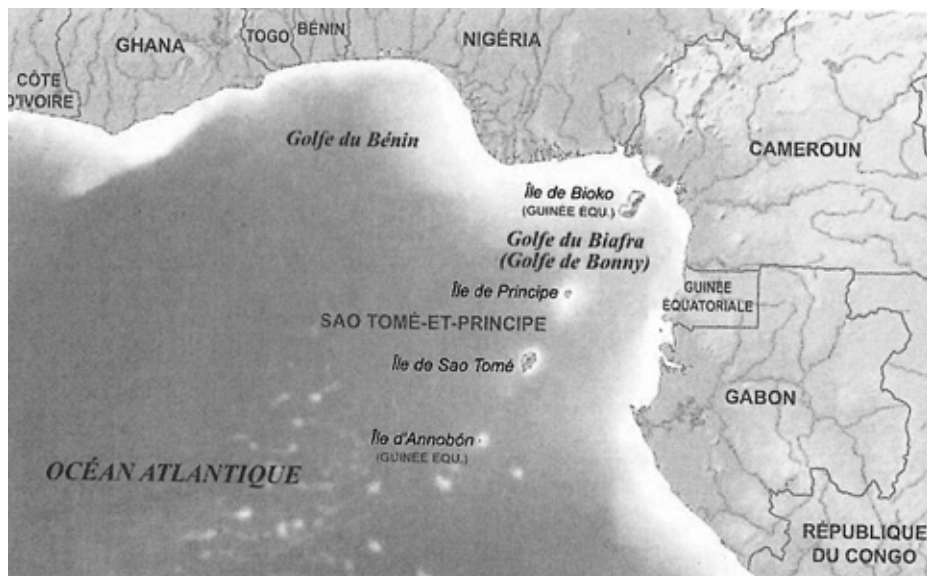 GHANA
TOGO
BÉNIN
NIGÉRIA
CÔTE
D'IVOIRE
Golfe du Bénin
CAMEROUN
Île de Bioko
(GUINÉE ÉQU.)
Golfe du Biafra
(Golfe de Bonny)
Île de Principe
GUINÉE
ÉQUATORIALE
SAO TOMÉ-ET-PRINCIPE
Île de Sao Tomé
GABON
Île d'Annobón
(GUINÉE ÉQU.)
OCÉAN ATLANTIQUE
RÉPUBLIQUE
DU CONGO